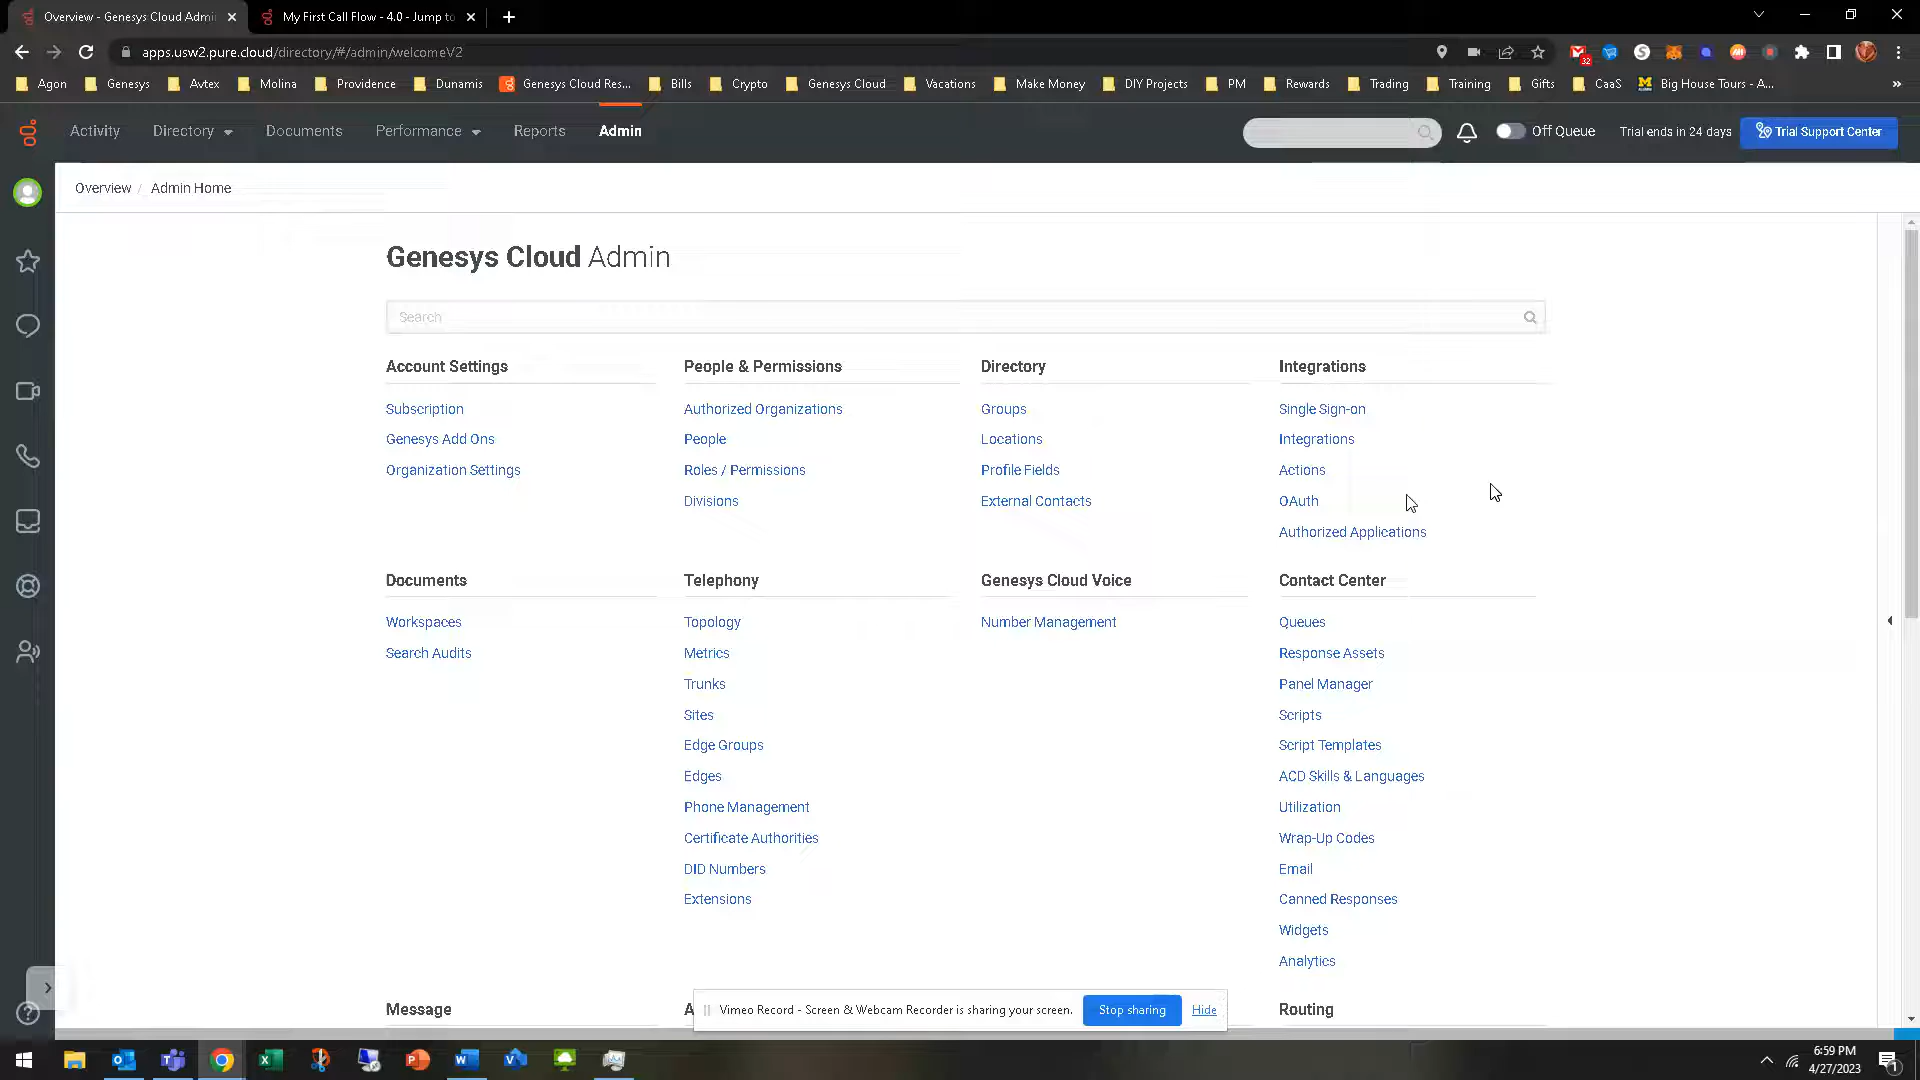 Overview - Genesys Cloud Admi
My First Call Flow - 4.0 - Jump to
apps.usw2.pure.cloud/directory/#/admin/welcomeV2
32
Agon
Genesys
Avtex
Molina
Providence
Dunamis
Genesys Cloud Res...
Bills
Crypto
Genesys Cloud
Vacations
Make Money
DIY Projects
PM
Rewards
Trading
Training
Gifts
CaaS
Big House Tours - A...
Activity
Directory
Documents
Performance
Reports
Admin
Off Queue
Trial ends in 24 days
Trial Support Center
Overview / Admin Home
Genesys Cloud Admin
Search
Account Settings
Subscription
Genesys Add Ons
Organization Settings
People & Permissions
Authorized Organizations
People
Roles / Permissions
Divisions
Directory
Groups
Locations
Profile Fields
External Contacts
Integrations
Single Sign-on
Integrations
Actions
OAuth
Authorized Applications
Documents
Workspaces
Search Audits
Telephony
Topology
Metrics
Trunks
Sites
Edge Groups
Edges
Phone Management
Certificate Authorities
DID Numbers
Extensions
Genesys Cloud Voice
Number Management
Contact Center
Queues
Response Assets
Panel Manager
Scripts
Script Templates
ACD Skills & Languages
Utilization
Wrap-Up Codes
Email
Canned Responses
Widgets
Analytics
Message
A
Routing
Vimeo Record - Screen & Webcam Recorder is sharing your screen.
Stop sharing
Hide
6:59 PM
4/27/2023
1